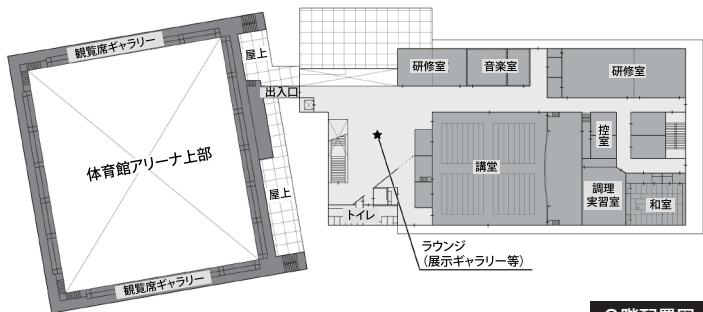 観覧席ギャラリー
屋上
出入口
研修室
音楽室
研修室
体育館アリーナ上部
控室
講堂
屋上
調理
実習室
和室
トイレ
ラウンジ
(展示ギャラリー等)
観覧席ギャラリー